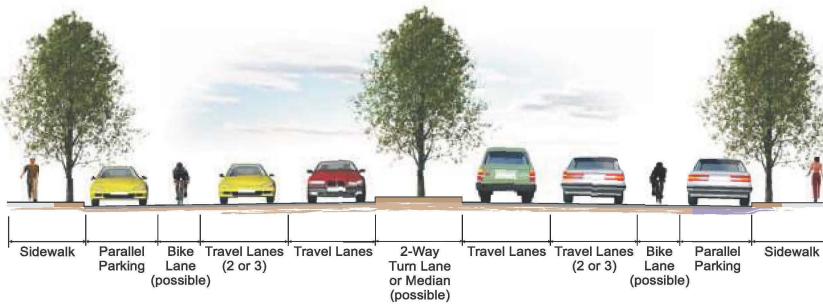 Sidewalk
Parallel
Parking
Bike
Lane
(possible)
Travel Lanes
(2 or 3)
Travel Lanes
2-Way
Turn Lane
or Median
(possible)
Travel Lanes
Travel Lanes
(2 or 3)
Bike
Lane
(possible)
Parallel
Parking
Sidewalk